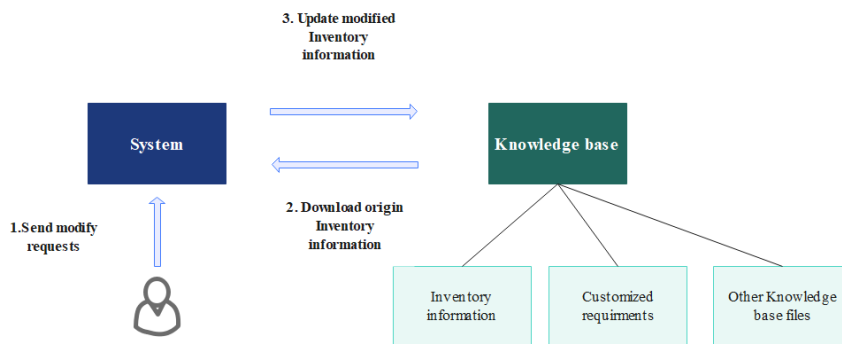 3. Update modified
Inventory
information
System
Knowledge base
2. Download origin
Inventory
information
1.Send modify
requests
Inventory
information
Customized
requirments
Other Knowledge
base files